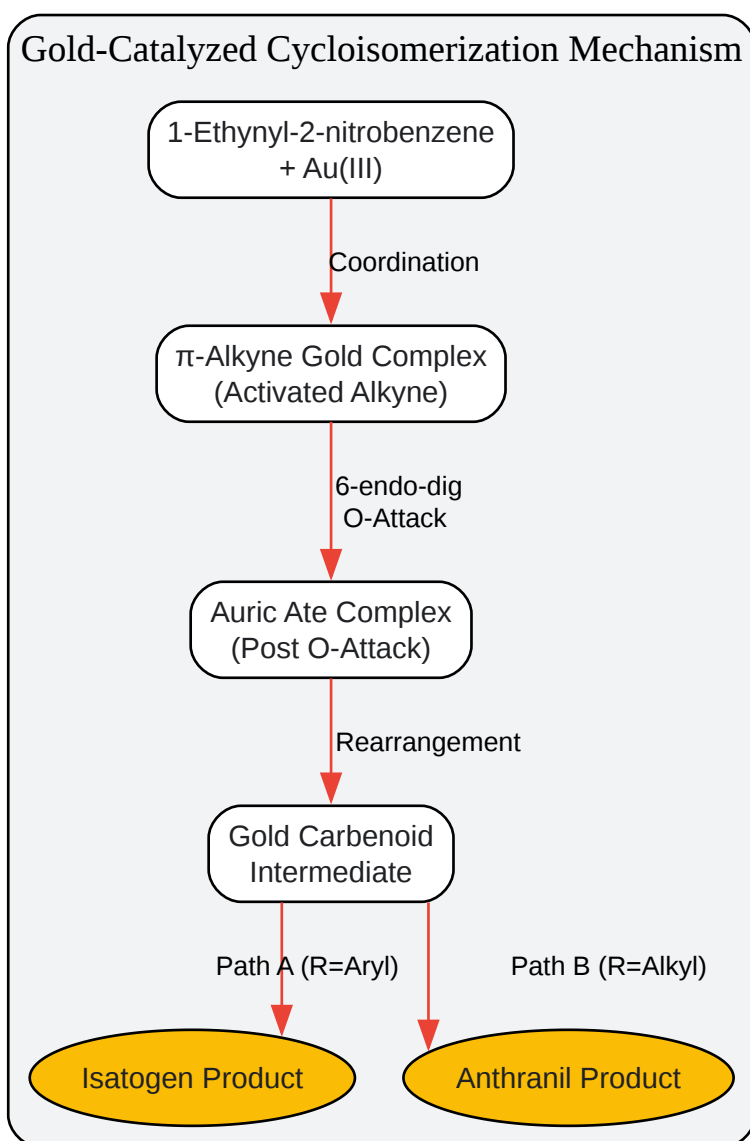 Gold-Catalyzed Cycloisomerization Mechanism
1-Ethynyl-2-nitrobenzene
+ Au(III)
Coordination
π-Alkyne Gold Complex
(Activated Alkyne)
6-endo-dig
O-Attack
Auric Ate Complex
(Post O-Attack)
Rearrangement
Gold Carbenoid
Intermediate
Path A (R=Aryl)
Path B (R=Alkyl)
Isatogen Product
Anthranil Product